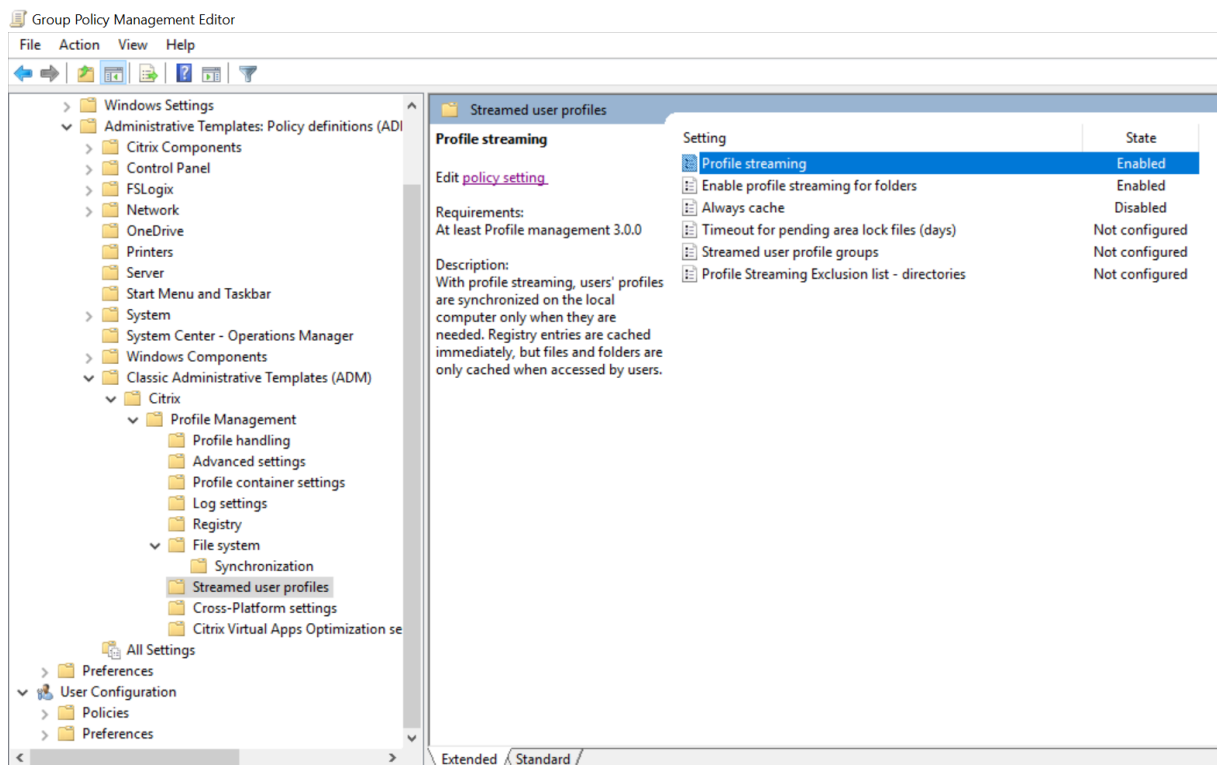 Group Policy Management Editor
File Action View Help
Windows Settings
Administrative Templates: Policy definitions (ADI
Citrix Components
Control Panel
FSLogix
Network
OneDrive
Printers
Server
Start Menu and Taskbar
System
System Center - Operations Manager
Windows Components
Classic Administrative Templates (ADM)
Citrix
Profile Management
Profile handling
Advanced settings
Profile container settings
Log settings
Registry
File system
Synchronization
Streamed user profiles
Cross-Platform settings
Citrix Virtual Apps Optimization se
All Settings
Preferences
User Configuration
Policies
Preferences
Streamed user profiles
Profile streaming
Edit policy setting
Requirements:
At least Profile management 3.0.0
Description:
With profile streaming, users' profiles
are synchronized on the local
computer only when they are
needed. Registry entries are cached
immediately, but files and folders are
only cached when accessed by users.
Setting State
Profile streaming Enabled
Enable profile streaming for folders Enabled
Always cache Disabled
Timeout for pending area lock files (days) Not configured
Streamed user profile groups Not configured
Profile Streaming Exclusion list - directories Not configured
Extended Standard